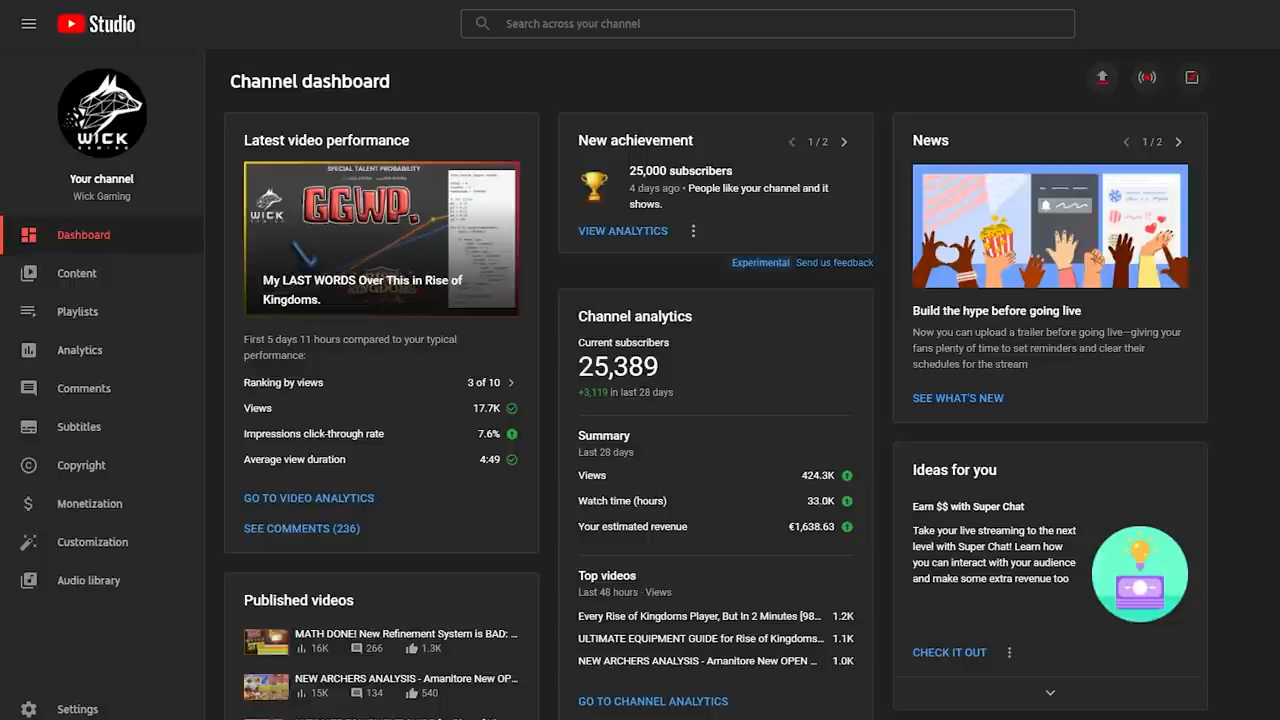 Studio
Search across your channel
WICK
GAMING
Your channel
Wick Gaming
Dashboard
Content
Playlists
Analytics
Comments
Subtitles
Copyright
Monetization
Customization
Audio library
Settings
Channel dashboard
Latest video performance
SPECIAL TALENT PROBABILITY
GGWP.
WICK
My LAST WORDS Over This in Rise of
Kingdoms.
First 5 days 11 hours compared to your typical
performance:
Ranking by views 3 of 10
Views 17.7K
Impressions click-through rate 7.6%
Average view duration 4:49
GO TO VIDEO ANALYTICS
SEE COMMENTS (236)
Published videos
MATH DONE! New Refinement System is BAD: ...
16K 266 1.3K
NEW ARCHERS ANALYSIS - Amanitore New OP...
15K 134 540
New achievement
1 / 2
25,000 subscribers
4 days ago • People like your channel and it
shows.
VIEW ANALYTICS
Experimental Send us feedback
Channel analytics
Current subscribers
25,389
+3,119 in last 28 days
Summary
Last 28 days
Views 424.3K
Watch time (hours) 33.0K
Your estimated revenue €1,638.63
Top videos
Last 48 hours · Views
Every Rise of Kingdoms Player, But In 2 Minutes [98... 1.2K
ULTIMATE EQUIPMENT GUIDE for Rise of Kingdoms... 1.1K
NEW ARCHERS ANALYSIS - Amanitore New OPEN ... 1.0K
GO TO CHANNEL ANALYTICS
News
1 / 2
Build the hype before going live
Now you can upload a trailer before going live—giving your
fans plenty of time to set reminders and clear their
schedules for the stream
SEE WHAT'S NEW
Ideas for you
Earn $$ with Super Chat
Take your live streaming to the next
level with Super Chat! Learn how
you can interact with your audience
and make some extra revenue too
CHECK IT OUT